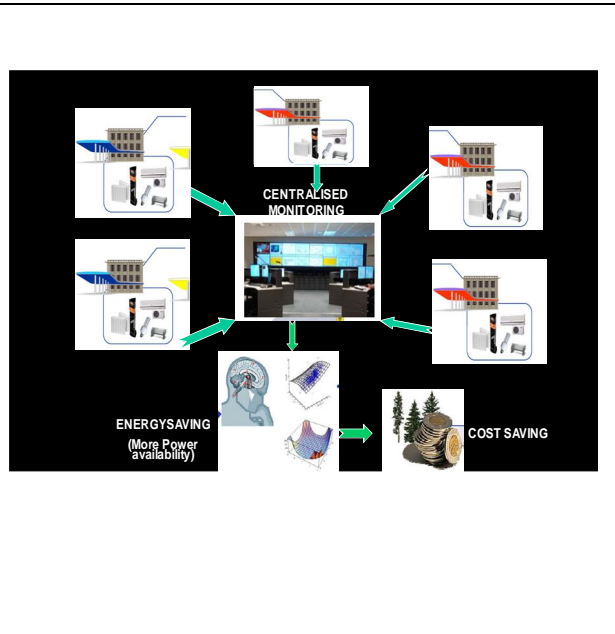 CENTRALISED
MONITORING
ENERGYSAVING
(More Power
availability)
COST SAVING